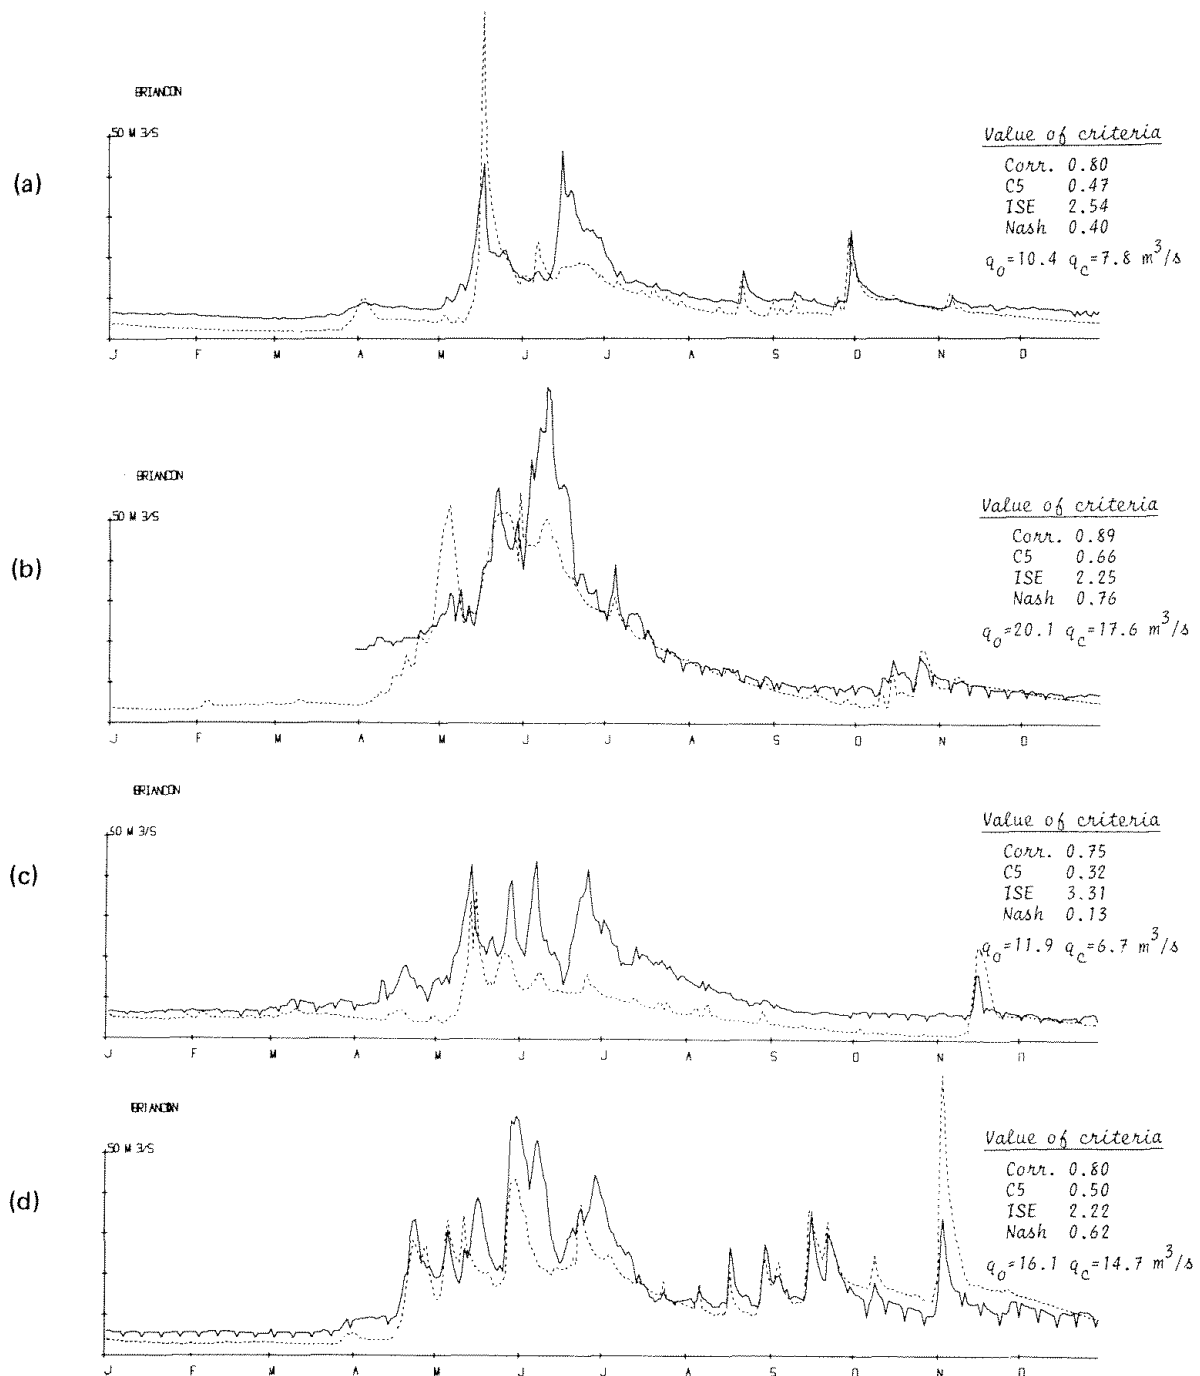 (a)
BRIANCON
50 M 3/S
Value of criteria
Corr. 0.80
C5 0.47
ISE 2.54
Nash 0.40
q₀=10.4 q_c=7.8 m³/s
J F M A M J J A S O N D
(b)
BRIANCON
50 M 3/S
Value of criteria
Corr. 0.89
C5 0.66
ISE 2.25
Nash 0.76
q₀=20.1 q_c=17.6 m³/s
J F M A M J J A S O N D
(c)
BRIANCON
50 M 3/S
Value of criteria
Corr. 0.75
C5 0.32
ISE 3.31
Nash 0.13
q₀=11.9 q_c=6.7 m³/s
J F M A M J J A S O N D
(d)
BRIANCON
50 M 3/S
Value of criteria
Corr. 0.80
C5 0.50
ISE 2.22
Nash 0.62
q₀=16.1 q_c=14.7 m³/s
J F M A M J J A S O N D